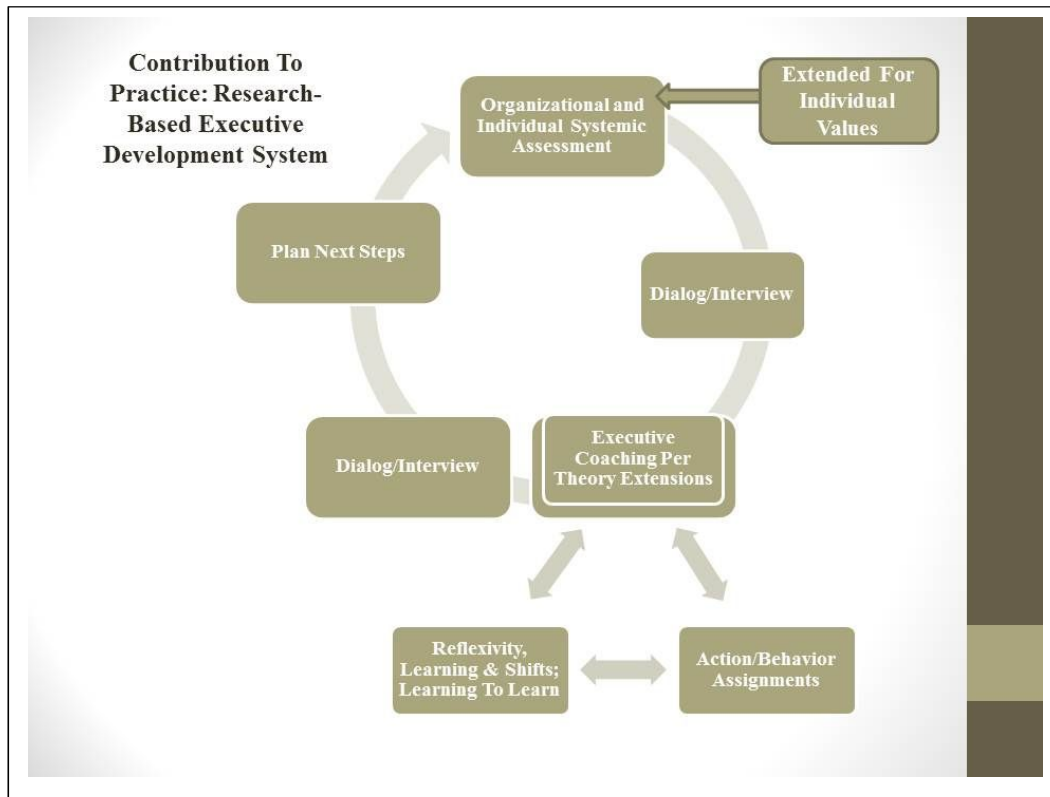 Contribution To
Practice: Research-
Based Executive
Development System
Organizational and
Individual Systemic
Assessment
Extended For
Individual
Values
Plan Next Steps
Dialog/Interview
Dialog/Interview
Executive
Coaching Per
Theory Extensions
Reflexivity,
Learning & Shifts;
Learning To Learn
Action/Behavior
Assignments